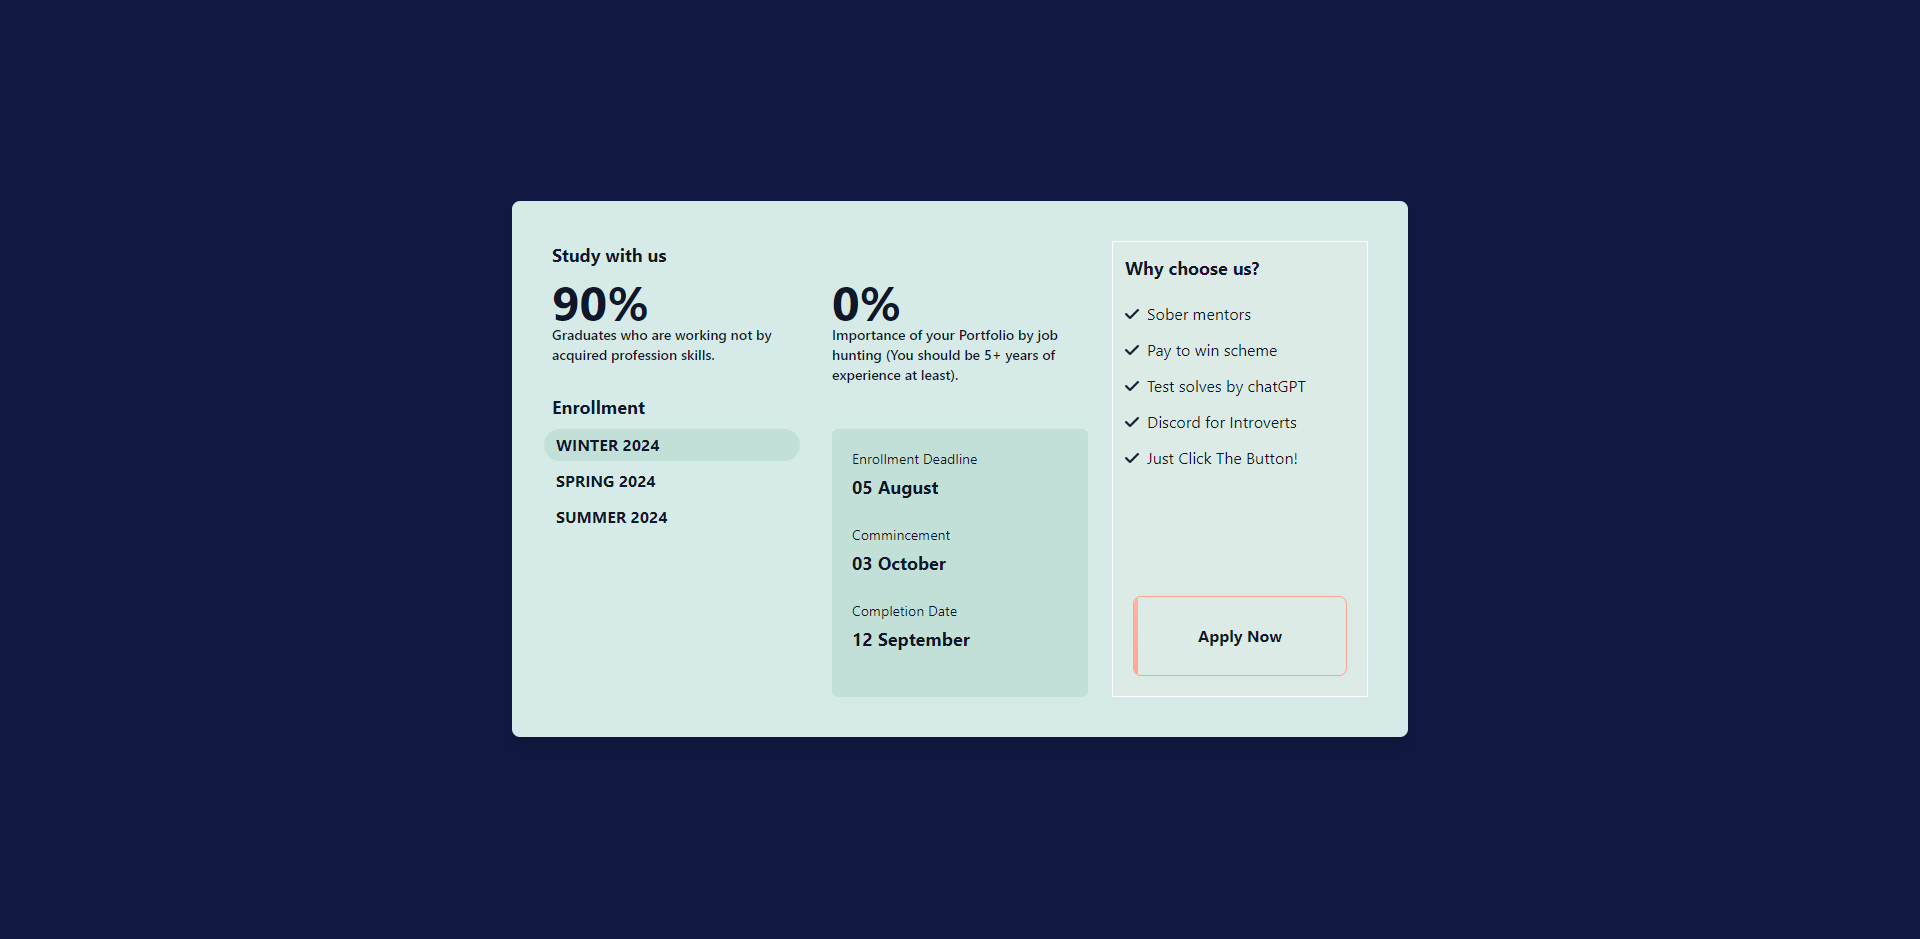 Study with us
90%
Graduates who are working not by
acquired profession skills.
0%
Importance of your Portfolio by job
hunting (You should be 5+ years of
experience at least).
Enrollment
WINTER 2024
SPRING 2024
SUMMER 2024
Enrollment Deadline
05 August
Commincement
03 October
Completion Date
12 September
Why choose us?
Sober mentors
Pay to win scheme
Test solves by chatGPT
Discord for Introverts
Just Click The Button!
Apply Now